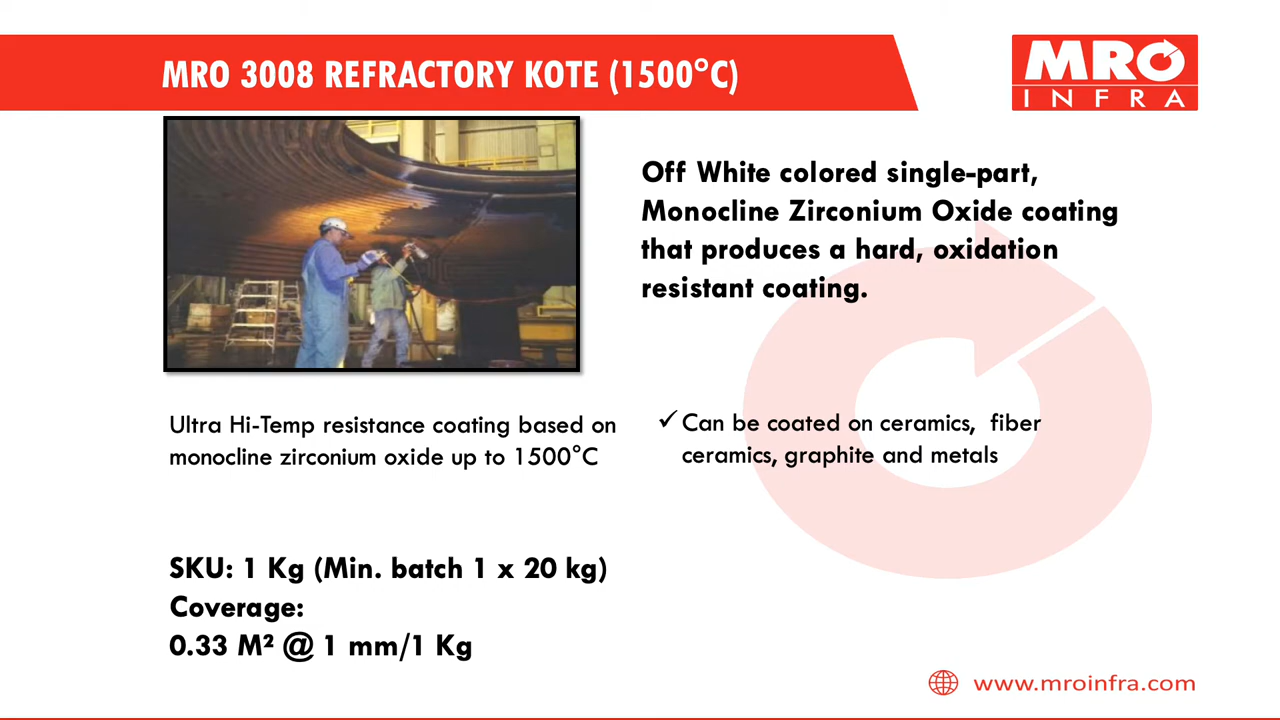 MRO 3008 REFRACTORY KOTE (1500°C)
MRO
INFRA
Off White colored single-part,
Monocline Zirconium Oxide coating
that produces a hard, oxidation
resistant coating.
Ultra Hi-Temp resistance coating based on
monocline zirconium oxide up to 1500°C
✓ Can be coated on ceramics, fiber
ceramics, graphite and metals
SKU: 1 Kg (Min. batch 1 x 20 kg)
Coverage:
0.33 M² @ 1 mm/1 Kg
www.mroinfra.com